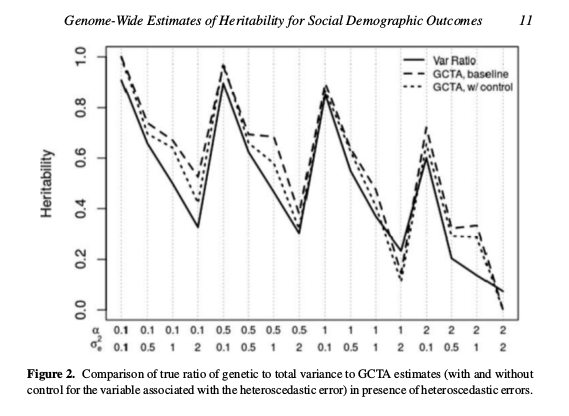 Genome-Wide Estimates of Heritability for Social Demographic Outcomes 11
Var Ratio
GCTA, baseline
GCTA, w/ control
Heritability
1.0
0.8
0.6
0.4
0.2
0.0
α 0.1 0.1 0.1 0.1 0.5 0.5 0.5 0.5 1 1 1 1 2 2 2 2
σ²ₑ 0.1 0.5 1 2 0.1 0.5 1 2 0.1 0.5 1 2 0.1 0.5 1 2
Figure 2. Comparison of true ratio of genetic to total variance to GCTA estimates (with and without
control for the variable associated with the heteroscedastic error) in presence of heteroscedastic errors.